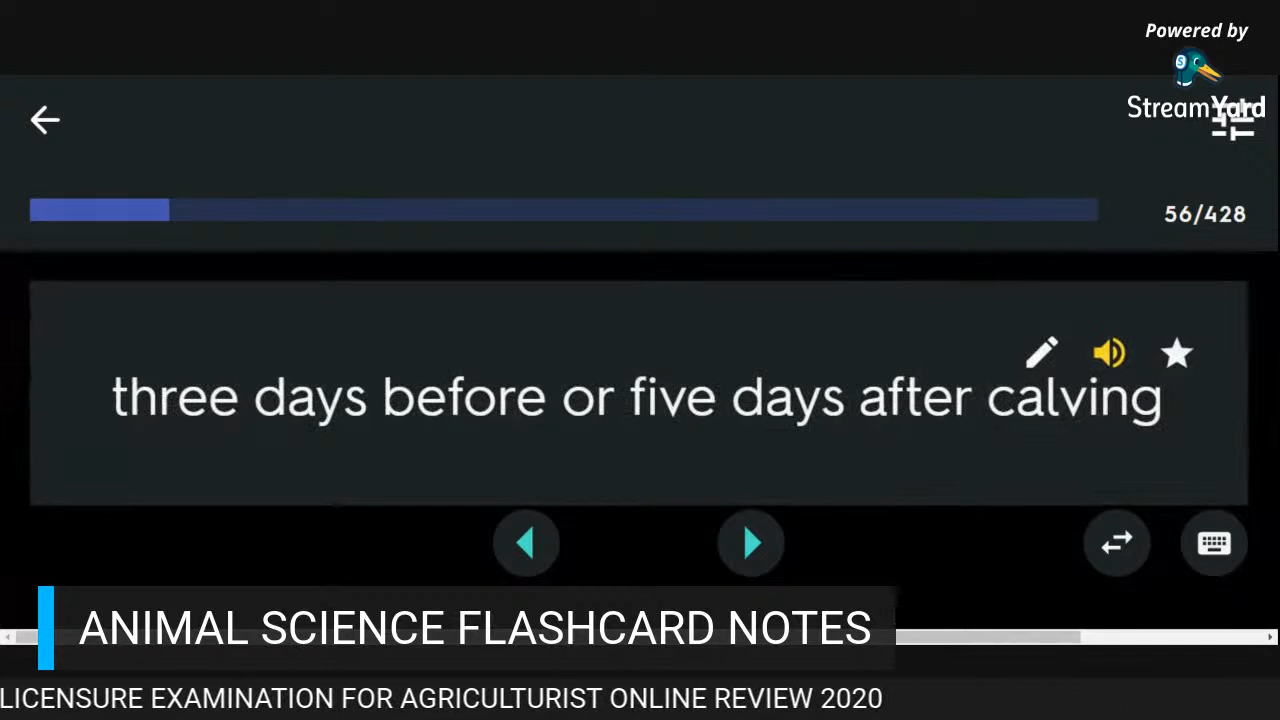 Powered by
StreamYard
56/428
three days before or five days after calving
ANIMAL SCIENCE FLASHCARD NOTES
LICENSURE EXAMINATION FOR AGRICULTURIST ONLINE REVIEW 2020